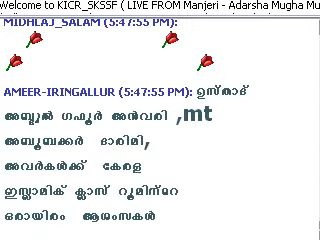 Welcome to KICR_SKSSF ( LIVE FROM Manjeri - Adarsha Mugha Mu
MIDHLAJ_SALAM (5:47:55 PM):
AMEER-IRINGALLUR (5:47:55 PM): ഉസ്താദ്
അബ്ദുൽ ഗഫൂർ അൻവരി ,mt
അബൂബക്കർ ദാരിമി,
അവർകൾക്ക് കേരള
ഇസ്ലാമിക് ക്ലാസ് റൂമിന്റെ
ഒരായിരം ആശംസകൾ